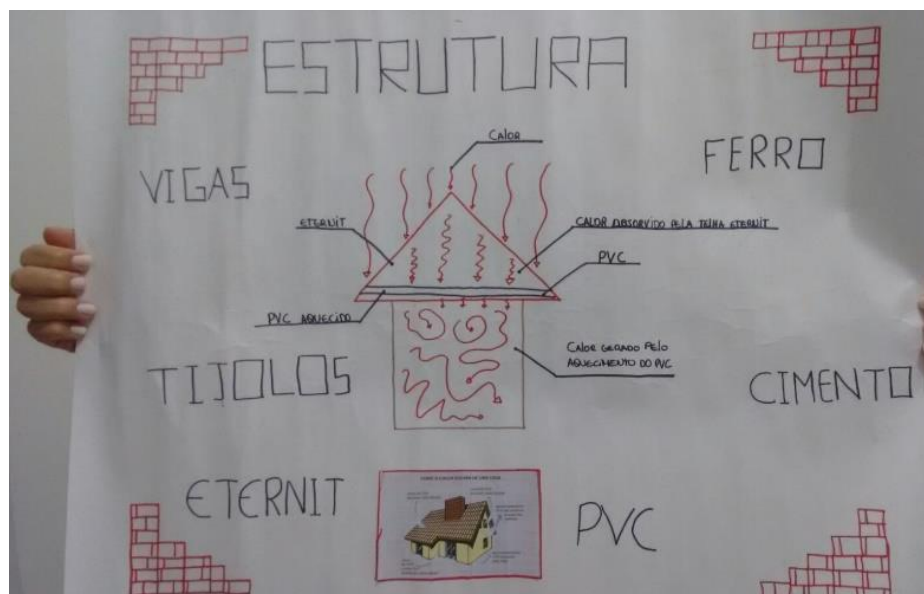 ESTRUTURA
CALOR
FERRO
VIGAS
ETERNIT
CALOR ABSORVIDO PELA TELHA ETERNIT
PVC
PVC AQUECIDO
CALOR GERADO PELO
AQUECIMENTO DO PVC
TIJOLOS
CIMENTO
ETERNIT
PVC